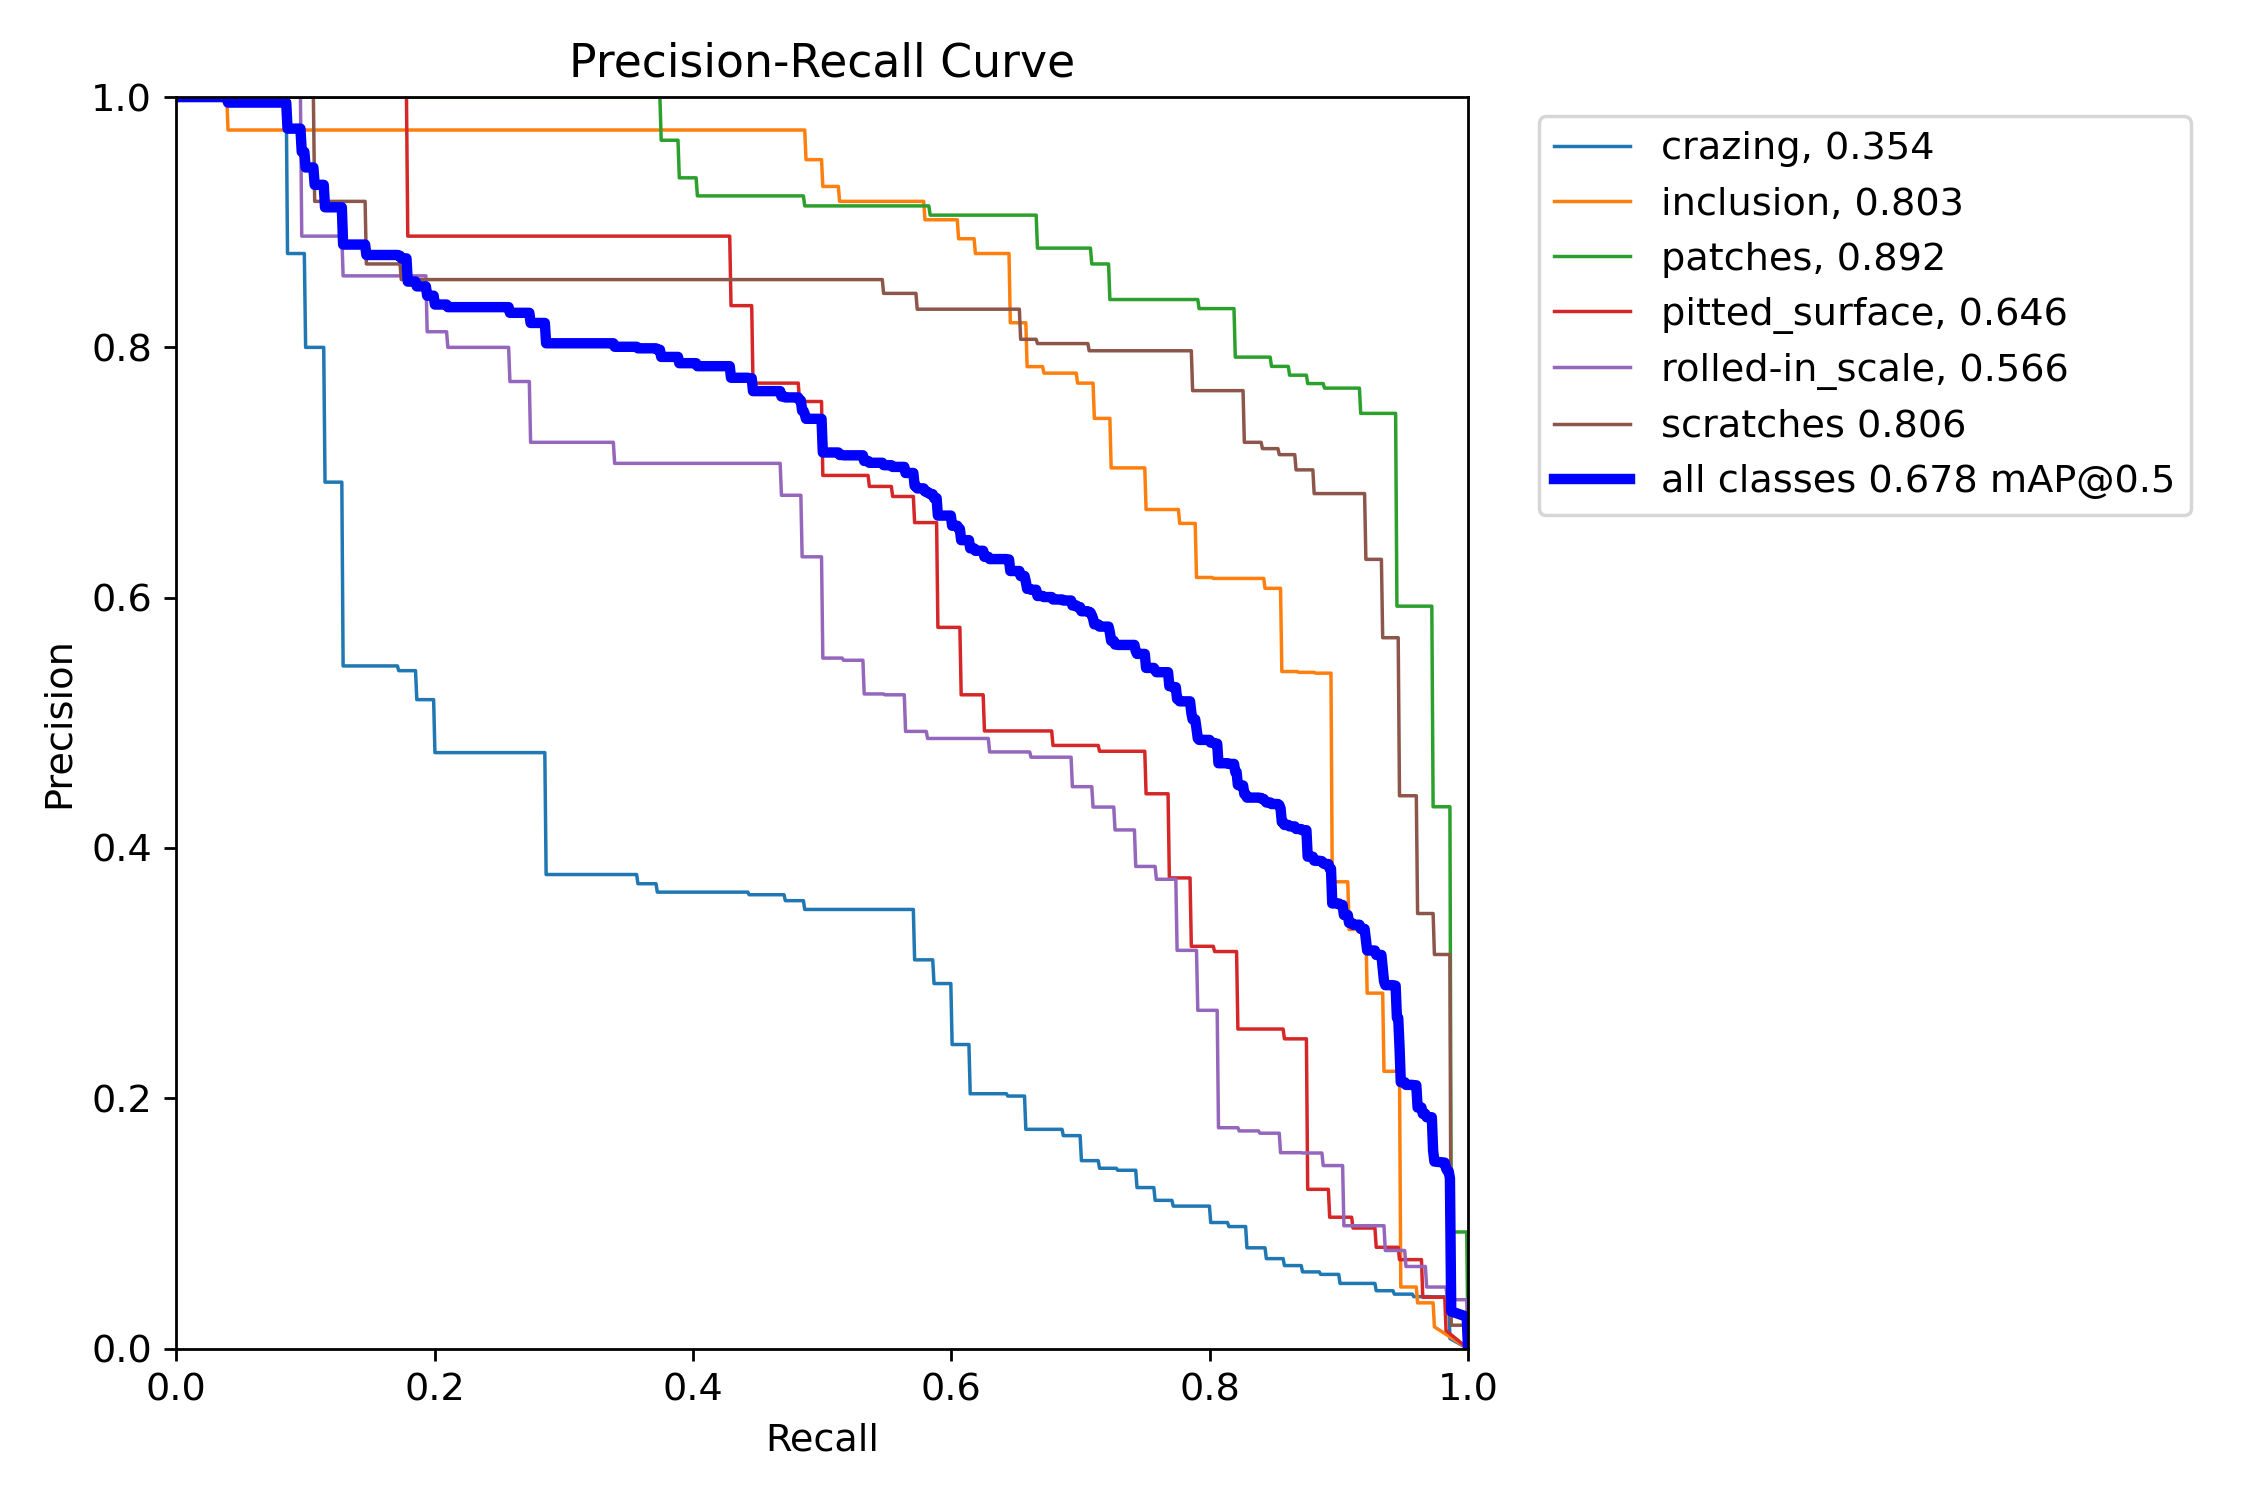 Precision-Recall Curve
1.0
0.8
0.6
0.4
0.2
0.0
Precision
0.0 0.2 0.4 0.6 0.8 1.0
Recall
crazing, 0.354
inclusion, 0.803
patches, 0.892
pitted_surface, 0.646
rolled-in_scale, 0.566
scratches 0.806
all classes 0.678 mAP@0.5